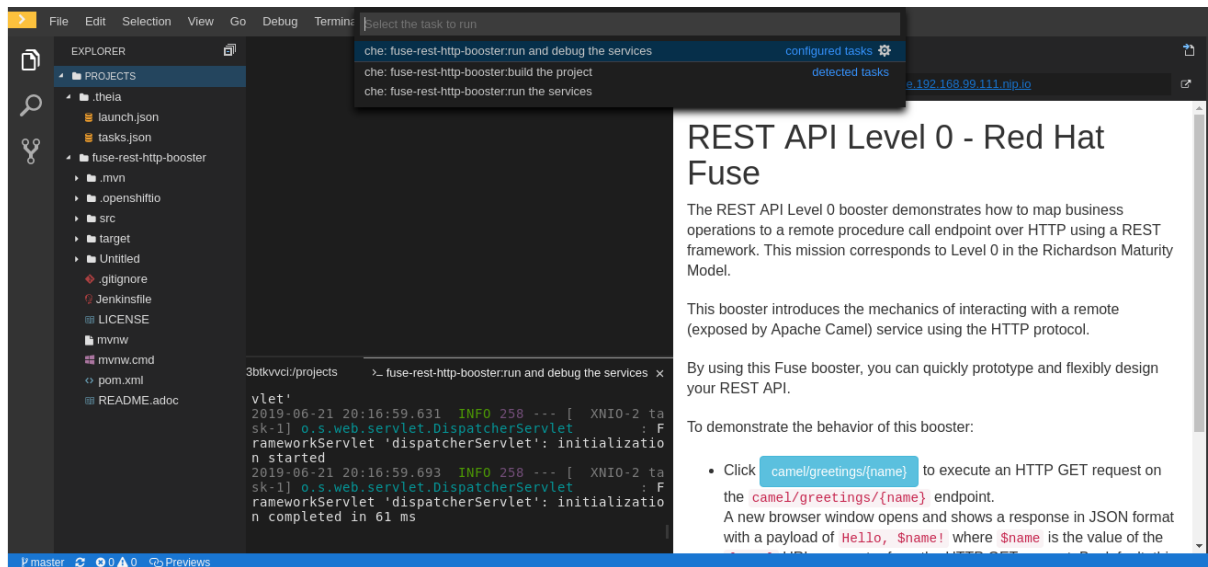 File Edit Selection View Go Debug
Select the task to run
che: fuse-rest-http-booster:run and debug the services configured tasks
che: fuse-rest-http-booster:build the project detected tasks
che: fuse-rest-http-booster:run the services
EXPLORER
PROJECTS
.theia
launch.json
tasks.json
fuse-rest-http-booster
.mvn
.openshiftio
src
target
Untitled
.gitignore
Jenkinsfile
LICENSE
mvnw
mvnw.cmd
pom.xml
README.adoc
e.192.168.99.111.nip.io
3btkvvci:/projects
fuse-rest-http-booster:run and debug the services
vlet'
2019-06-21 20:16:59.631 INFO 258 --- [ XNIO-2 ta
sk-1] o.s.web.servlet.DispatcherServlet : F
rameworkServlet 'dispatcherServlet': initializatio
n started
2019-06-21 20:16:59.693 INFO 258 --- [ XNIO-2 ta
sk-1] o.s.web.servlet.DispatcherServlet : F
rameworkServlet 'dispatcherServlet': initializatio
n completed in 61 ms
REST API Level 0 - Red Hat
Fuse
The REST API Level 0 booster demonstrates how to map business
operations to a remote procedure call endpoint over HTTP using a REST
framework. This mission corresponds to Level 0 in the Richardson Maturity
Model.
This booster introduces the mechanics of interacting with a remote
(exposed by Apache Camel) service using the HTTP protocol.
By using this Fuse booster, you can quickly prototype and flexibly design
your REST API.
To demonstrate the behavior of this booster:
Click camel/greetings/{name} to execute an HTTP GET request on
the camel/greetings/{name} endpoint.
A new browser window opens and shows a response in JSON format
with a payload of Hello, $name! where $name is the value of the
master 0 0 Previews